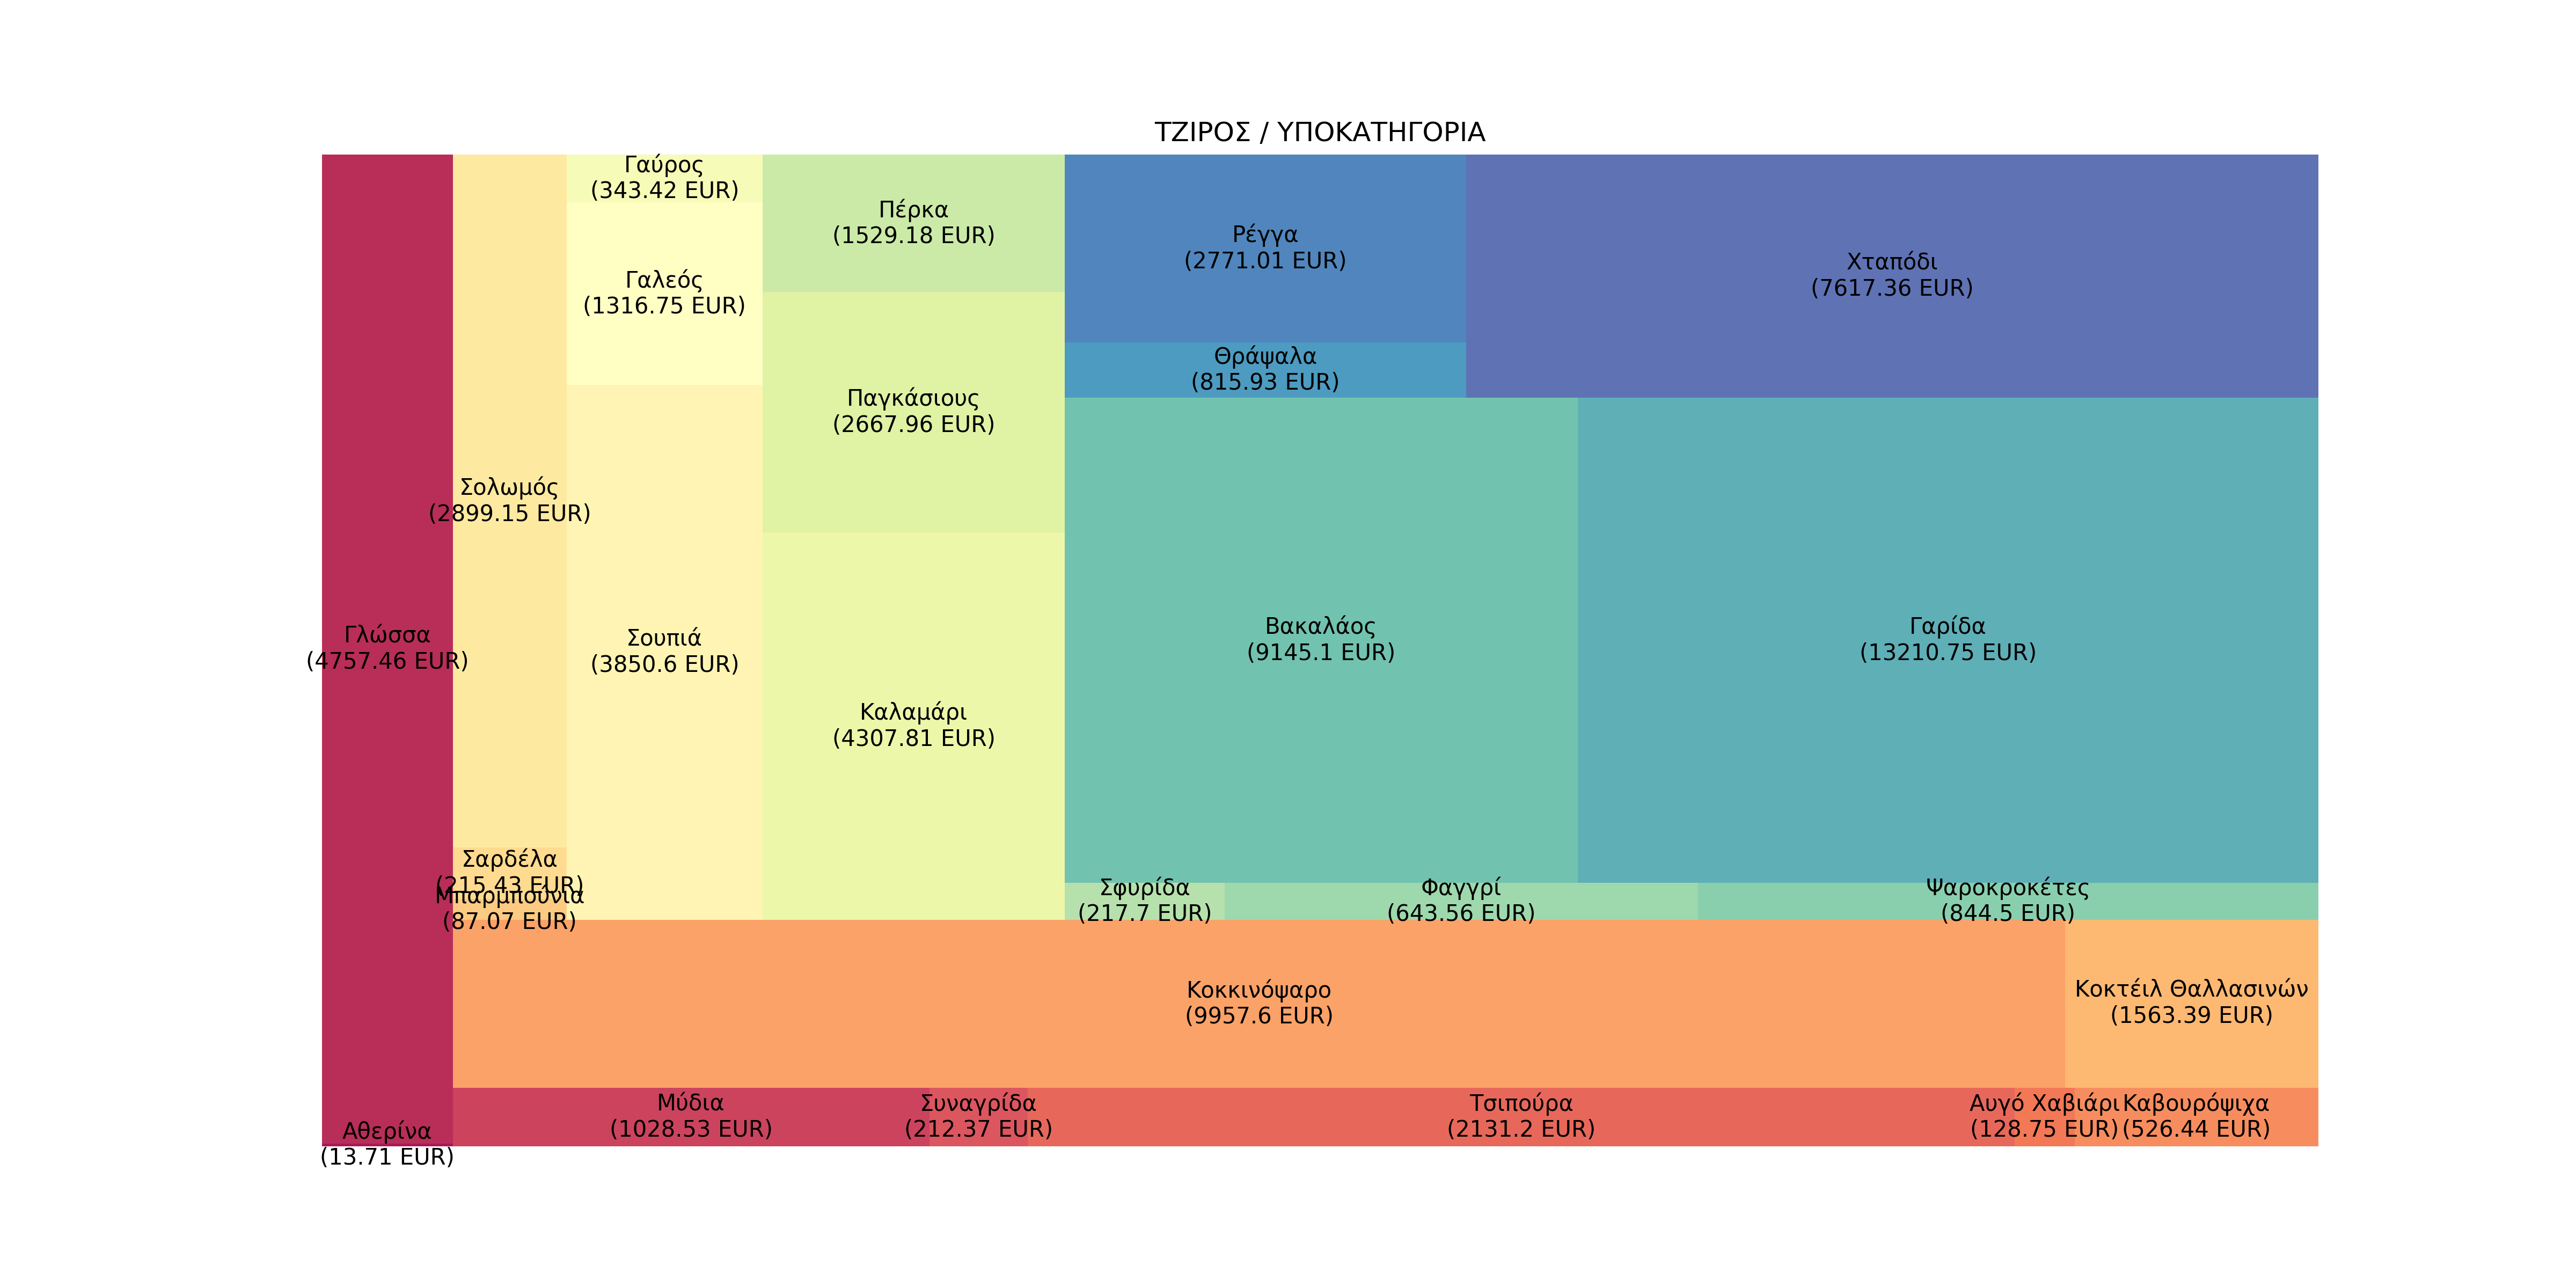 ΤΖΙΡΟΣ / ΥΠΟΚΑΤΗΓΟΡΙΑ
Γαύρος
(343.42 EUR)
Πέρκα
(1529.18 EUR)
Ρέγγα
(2771.01 EUR)
Χταπόδι
(7617.36 EUR)
Γαλεός
(1316.75 EUR)
Θράψαλα
(815.93 EUR)
Παγκάσιους
(2667.96 EUR)
Σολωμός
(2899.15 EUR)
Γλώσσα
(4757.46 EUR)
Σουπιά
(3850.6 EUR)
Βακαλάος
(9145.1 EUR)
Γαρίδα
(13210.75 EUR)
Καλαμάρι
(4307.81 EUR)
Σαρδέλα
(215.43 EUR)
Μπαρμπούνια
(87.07 EUR)
Σφυρίδα
(217.7 EUR)
Φαγγρί
(643.56 EUR)
Ψαροκροκέτες
(844.5 EUR)
Κοκκινόψαρο
(9957.6 EUR)
Κοκτέιλ Θαλλασινών
(1563.39 EUR)
Αθερίνα
(13.71 EUR)
Μύδια
(1028.53 EUR)
Συναγρίδα
(212.37 EUR)
Τσιπούρα
(2131.2 EUR)
Αυγό Χαβιάρι
(128.75 EUR)
Καβουρόψιχα
(526.44 EUR)